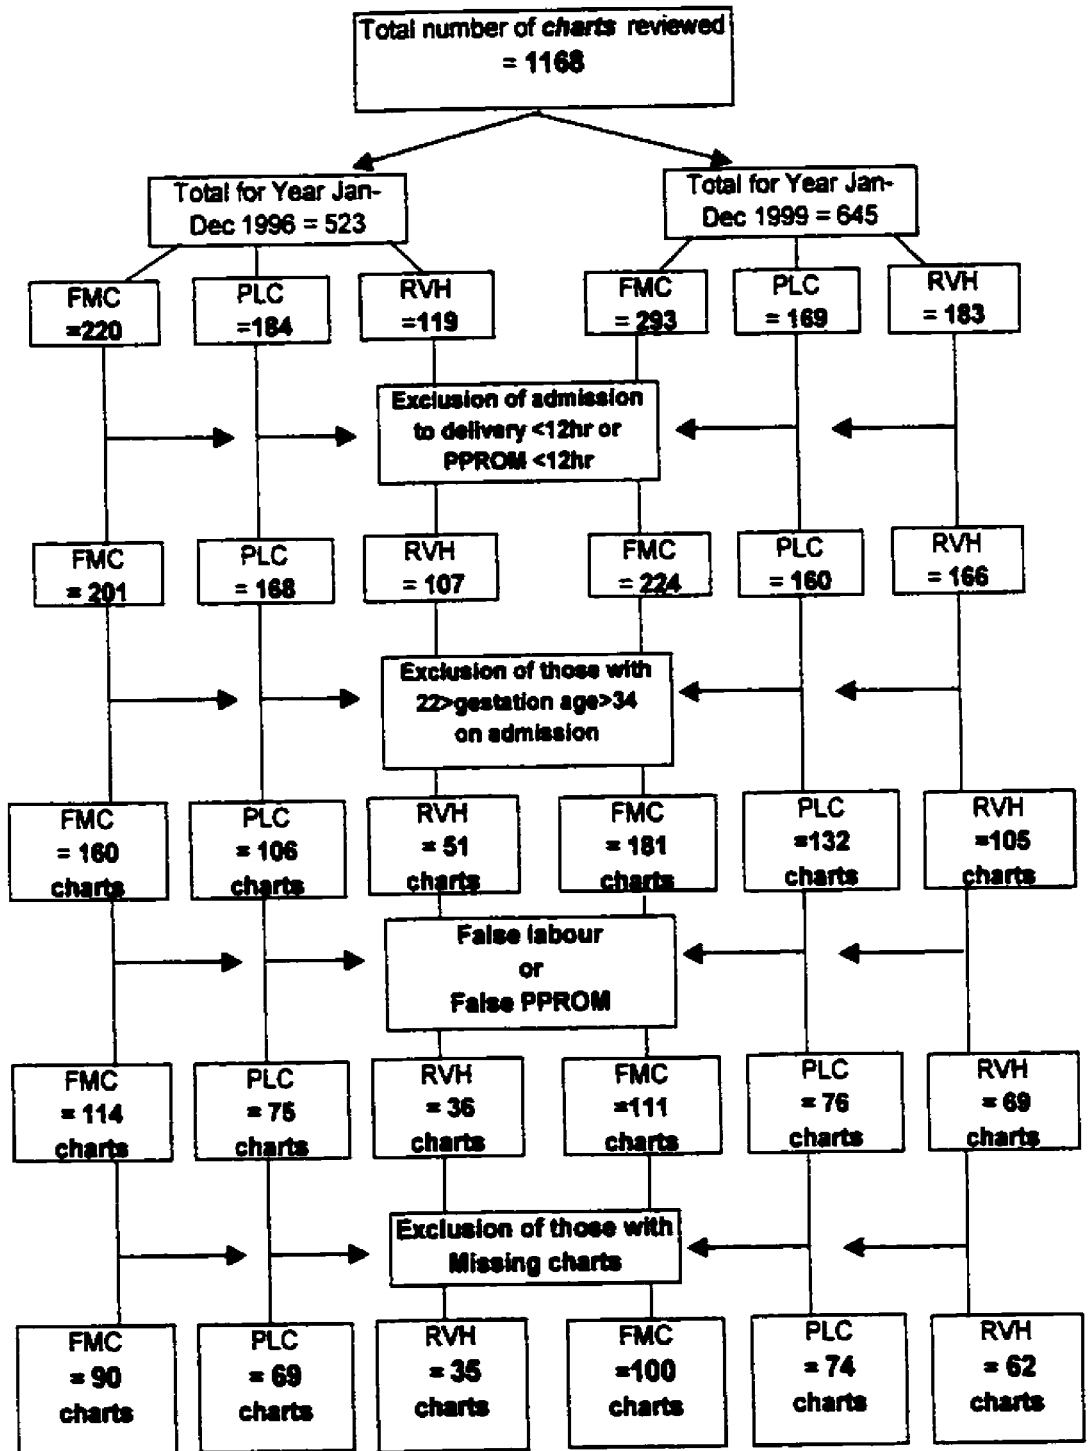 Total number of charts reviewed
= 1168
Total for Year Jan-
Dec 1996 = 523
Total for Year Jan-
Dec 1999 = 645
FMC
=220
PLC
=184
RVH
=119
FMC
= 293
PLC
= 169
RVH
= 183
Exclusion of admission
to delivery <12hr or
PPROM <12hr
FMC
= 201
PLC
= 168
RVH
= 107
FMC
= 224
PLC
= 160
RVH
= 166
Exclusion of those with
22>gestation age>34
on admission
FMC
= 160
charts
PLC
= 106
charts
RVH
= 51
charts
FMC
= 181
charts
PLC
=132
charts
RVH
=105
charts
False labour
or
False PPROM
FMC
= 114
charts
PLC
= 75
charts
RVH
= 36
charts
FMC
=111
charts
PLC
= 76
charts
RVH
= 69
charts
Exclusion of those with
Missing charts
FMC
= 90
charts
PLC
= 69
charts
RVH
= 35
charts
FMC
=100
charts
PLC
= 74
charts
RVH
= 62
charts